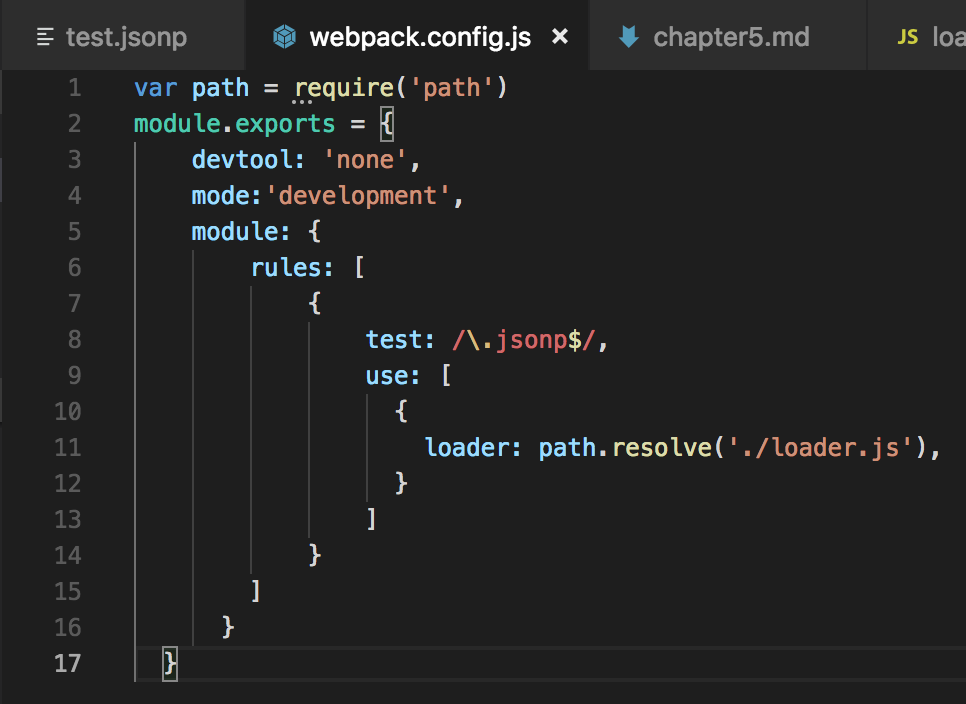 test.jsonp webpack.config.js × chapter5.md JS loa
1 var path = require('path')
2 module.exports = {
3 devtool: 'none',
4 mode:'development',
5 module: {
6 rules: [
7 {
8 test: /\.jsonp$/,
9 use: [
10 {
11 loader: path.resolve('./loader.js'),
12 }
13 ]
14 }
15 ]
16 }
17 }